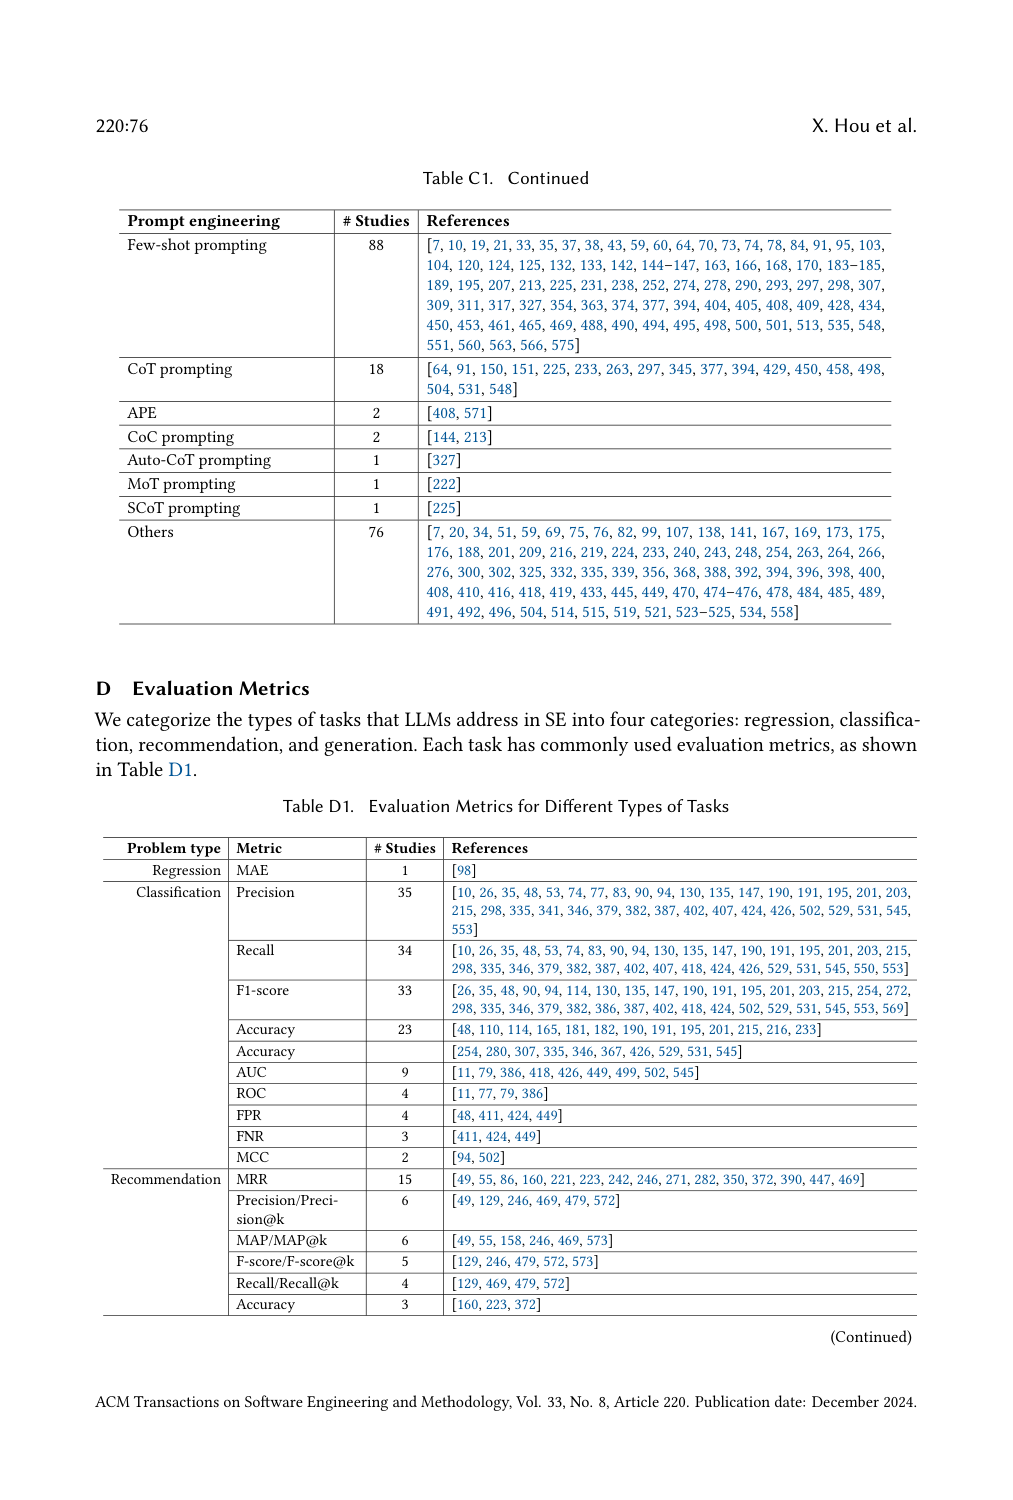 220:76
X. Hou et al.
Table C1. Continued
Prompt engineering # Studies References
Few-shot prompting 88 [7, 10, 19, 21, 33, 35, 37, 38, 43, 59, 60, 64, 70, 73, 74, 78, 84, 91, 95, 103,
104, 120, 124, 125, 132, 133, 142, 144–147, 163, 166, 168, 170, 183–185,
189, 195, 207, 213, 225, 231, 238, 252, 274, 278, 290, 293, 297, 298, 307,
309, 311, 317, 327, 354, 363, 374, 377, 394, 404, 405, 408, 409, 428, 434,
450, 453, 461, 465, 469, 488, 490, 494, 495, 498, 500, 501, 513, 535, 548,
551, 560, 563, 566, 575]
CoT prompting 18 [64, 91, 150, 151, 225, 233, 263, 297, 345, 377, 394, 429, 450, 458, 498,
504, 531, 548]
APE 2 [408, 571]
CoC prompting 2 [144, 213]
Auto-CoT prompting 1 [327]
MoT prompting 1 [222]
SCoT prompting 1 [225]
Others 76 [7, 20, 34, 51, 59, 69, 75, 76, 82, 99, 107, 138, 141, 167, 169, 173, 175,
176, 188, 201, 209, 216, 219, 224, 233, 240, 243, 248, 254, 263, 264, 266,
276, 300, 302, 325, 332, 335, 339, 356, 368, 388, 392, 394, 396, 398, 400,
408, 410, 416, 418, 419, 433, 445, 449, 470, 474–476, 478, 484, 485, 489,
491, 492, 496, 504, 514, 515, 519, 521, 523–525, 534, 558]
D Evaluation Metrics
We categorize the types of tasks that LLMs address in SE into four categories: regression, classifica-
tion, recommendation, and generation. Each task has commonly used evaluation metrics, as shown
in Table D1.
Table D1. Evaluation Metrics for Different Types of Tasks
Problem type Metric # Studies References
Regression MAE 1 [98]
Classification Precision 35 [10, 26, 35, 48, 53, 74, 77, 83, 90, 94, 130, 135, 147, 190, 191, 195, 201, 203,
215, 298, 335, 341, 346, 379, 382, 387, 402, 407, 424, 426, 502, 529, 531, 545,
553]
Recall 34 [10, 26, 35, 48, 53, 74, 83, 90, 94, 130, 135, 147, 190, 191, 195, 201, 203, 215,
298, 335, 346, 379, 382, 387, 402, 407, 418, 424, 426, 529, 531, 545, 550, 553]
F1-score 33 [26, 35, 48, 90, 94, 114, 130, 135, 147, 190, 191, 195, 201, 203, 215, 254, 272,
298, 335, 346, 379, 382, 386, 387, 402, 418, 424, 502, 529, 531, 545, 553, 569]
Accuracy 23 [48, 110, 114, 165, 181, 182, 190, 191, 195, 201, 215, 216, 233]
Accuracy [254, 280, 307, 335, 346, 367, 426, 529, 531, 545]
AUC 9 [11, 79, 386, 418, 426, 449, 499, 502, 545]
ROC 4 [11, 77, 79, 386]
FPR 4 [48, 411, 424, 449]
FNR 3 [411, 424, 449]
MCC 2 [94, 502]
Recommendation MRR 15 [49, 55, 86, 160, 221, 223, 242, 246, 271, 282, 350, 372, 390, 447, 469]
Precision/Preci- 6 [49, 129, 246, 469, 479, 572]
sion@k
MAP/MAP@k 6 [49, 55, 158, 246, 469, 573]
F-score/F-score@k 5 [129, 246, 479, 572, 573]
Recall/Recall@k 4 [129, 469, 479, 572]
Accuracy 3 [160, 223, 372]
(Continued)
ACM Transactions on Software Engineering and Methodology, Vol. 33, No. 8, Article 220. Publication date: December 2024.